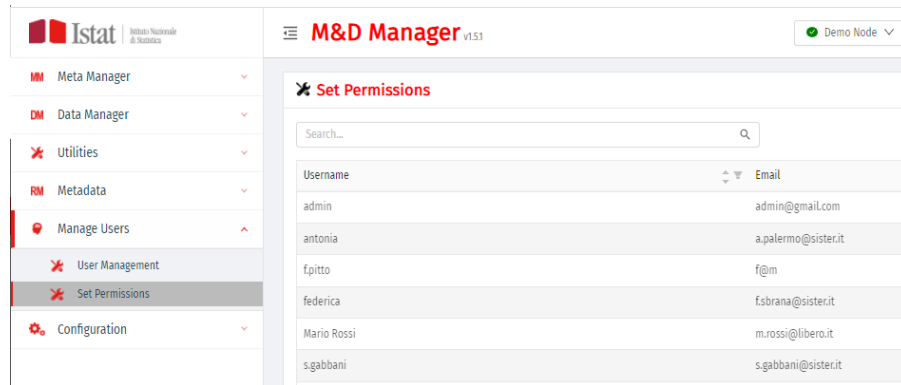 Istat
Istituto Nazionale
di Statistica
M&D Manager v1.5.1
Demo Node
MM Meta Manager
DM Data Manager
Utilities
RM Metadata
Manage Users
User Management
Set Permissions
Configuration
Set Permissions
Search...
Username Email
admin admin@gmail.com
antonia a.palermo@sister.it
f.pitto f@m
federica f.sbrana@sister.it
Mario Rossi m.rossi@libero.it
s.gabbani s.gabbani@sister.it